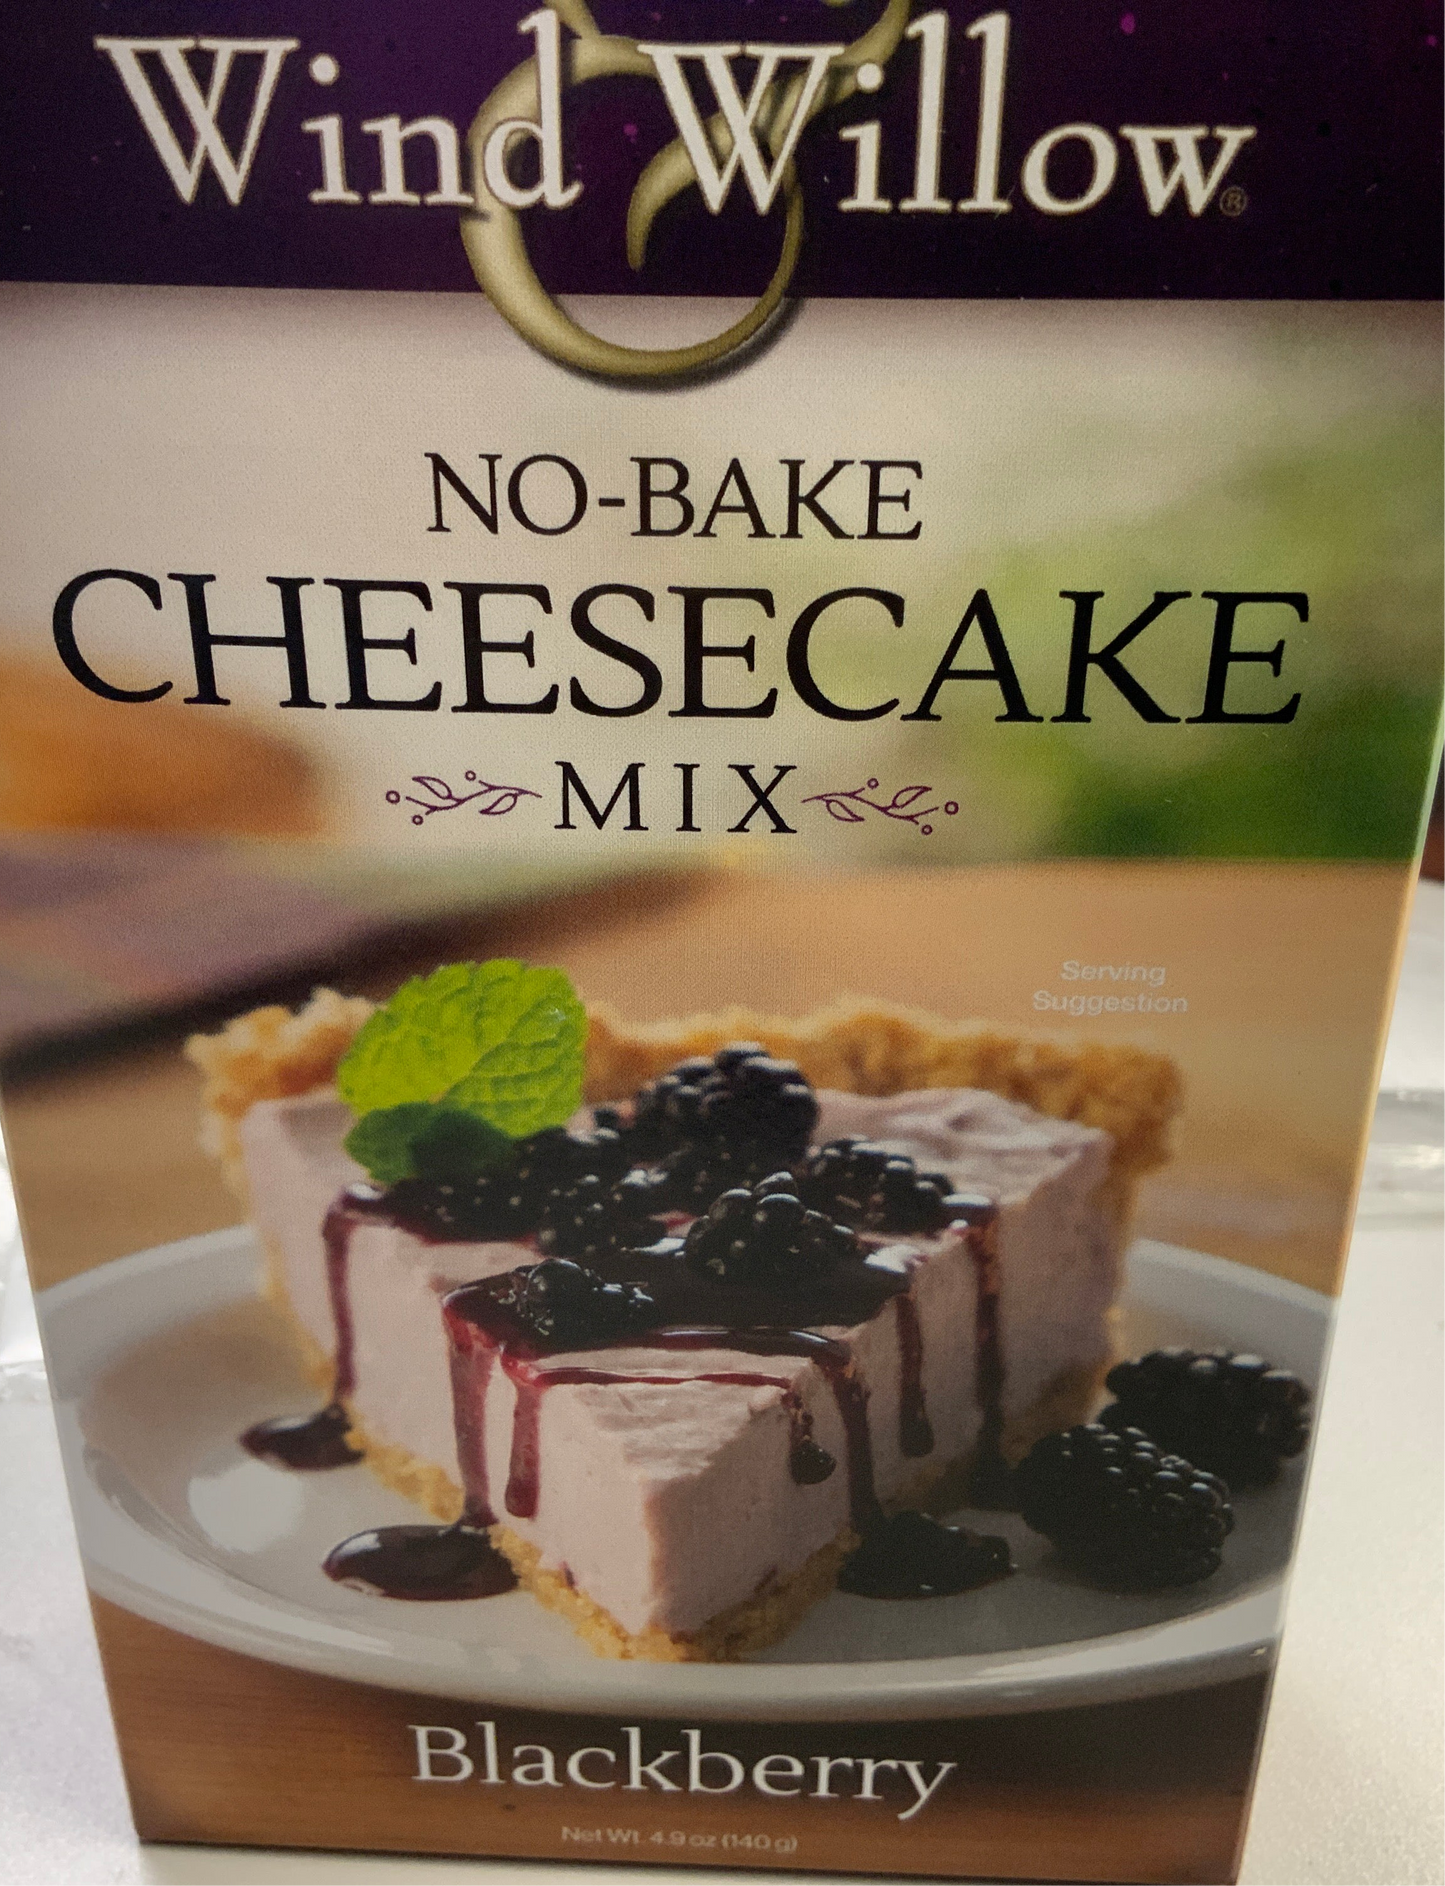 Wind & Willow®
NO-BAKE
CHEESECAKE
MIX
Serving
Suggestion
Blackberry
Net Wt. 4.9 oz (140 g)